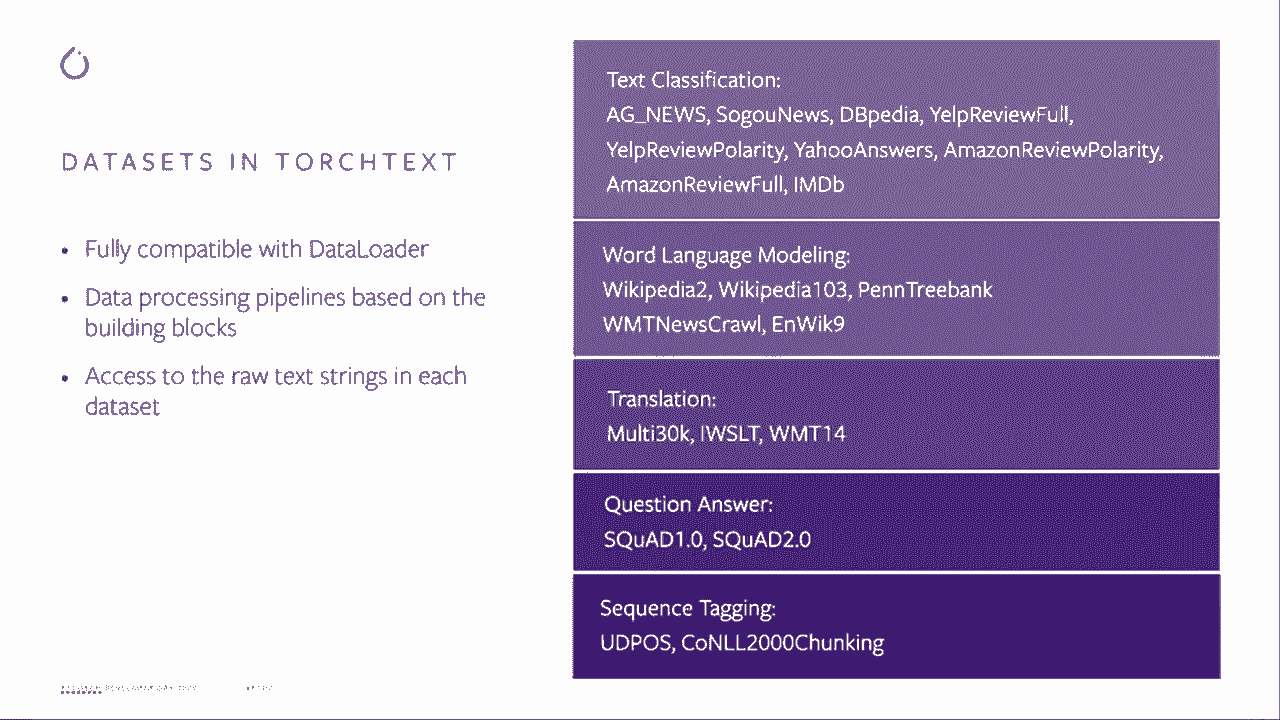 DATASETS IN TORCHTEXT
• Fully compatible with DataLoader
• Data processing pipelines based on the
building blocks
• Access to the raw text strings in each
dataset
Text Classification:
AG_NEWS, SogouNews, DBpedia, YelpReviewFull,
YelpReviewPolarity, YahooAnswers, AmazonReviewPolarity,
AmazonReviewFull, IMDb
Word Language Modeling:
Wikipedia2, Wikipedia103, PennTreebank
WMTNewsCrawl, EnWik9
Translation:
Multi30k, IWSLT, WMT14
Question Answer:
SQuAD1.0, SQuAD2.0
Sequence Tagging:
UDPOS, CoNLL2000Chunking